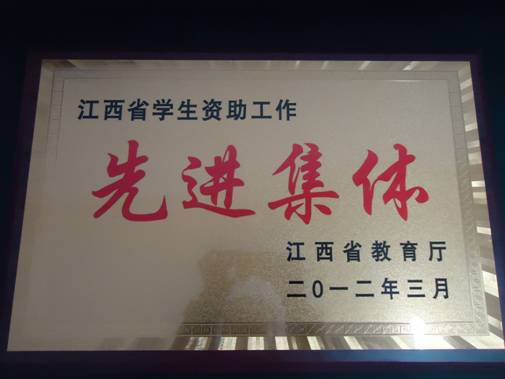 江西省学生资助工作
先进集体
江西省教育厅
二〇一二年三月